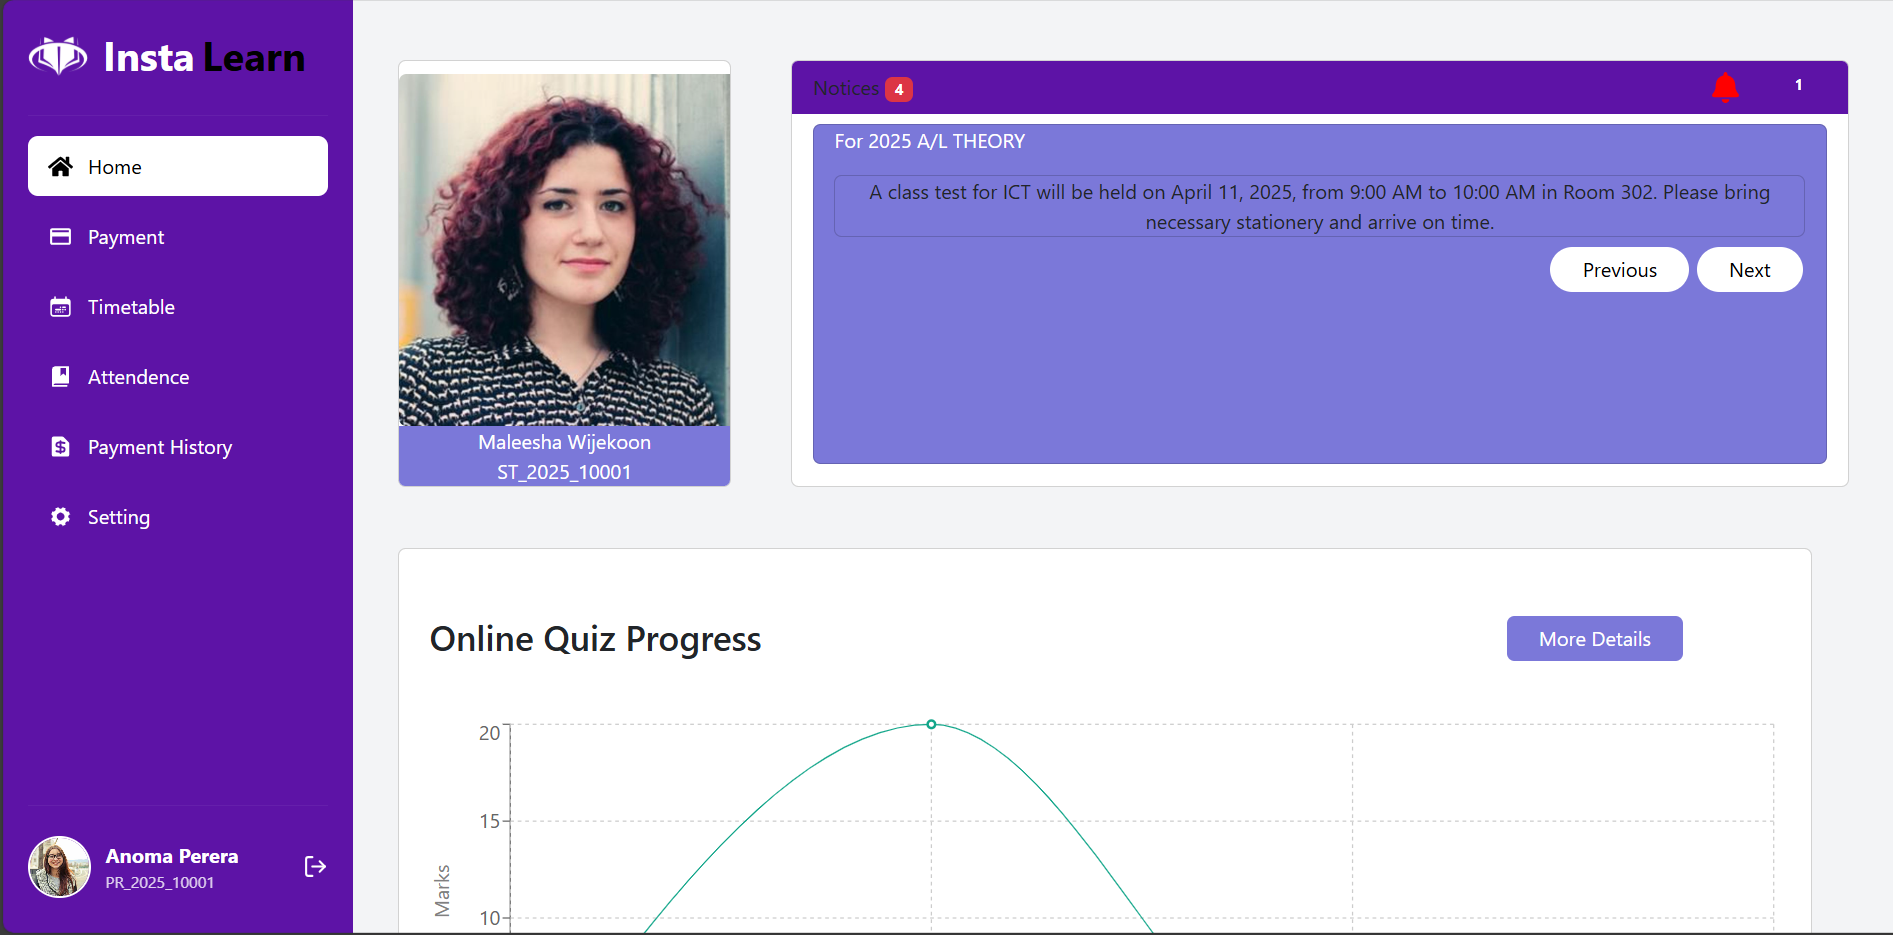 Insta Learn
Home
Payment
Timetable
Attendence
Payment History
Setting
Anoma Perera
PR_2025_10001
Maleesha Wijekoon
ST_2025_10001
Notices 4
1
For 2025 A/L THEORY
A class test for ICT will be held on April 11, 2025, from 9:00 AM to 10:00 AM in Room 302. Please bring
necessary stationery and arrive on time.
Previous Next
Online Quiz Progress
More Details
20
15
10
Marks